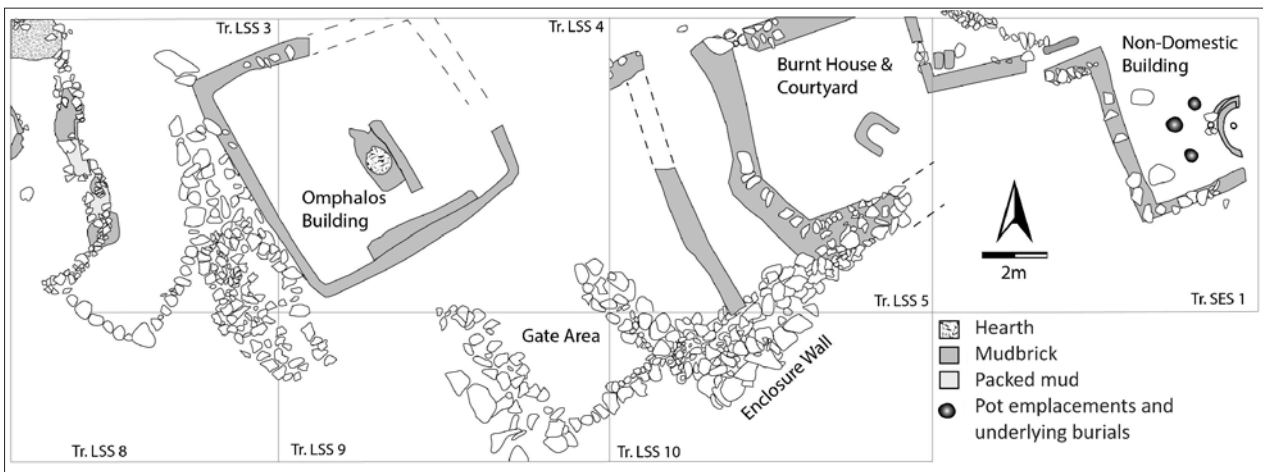 Tr. LSS 3
Tr. LSS 4
Burnt House &
Courtyard
Non-Domestic
Building
Omphalos
Building
2m
Tr. LSS 5
Tr. SES 1
Gate Area
Enclosure Wall
Hearth
Mudbrick
Packed mud
Pot emplacements and
underlying burials
Tr. LSS 8
Tr. LSS 9
Tr. LSS 10